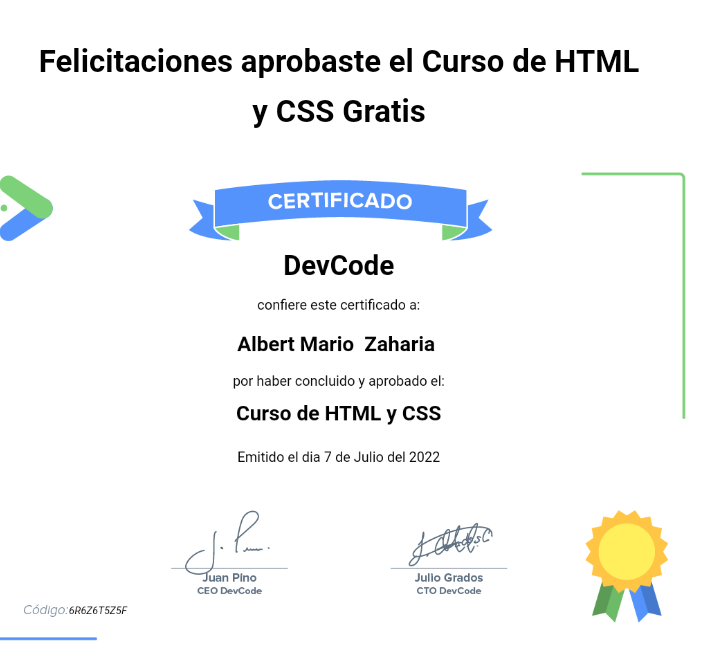 Felicitaciones aprobaste el Curso de HTML
y CSS Gratis
CERTIFICADO
DevCode
confiere este certificado a:
Albert Mario Zaharia
por haber concluido y aprobado el:
Curso de HTML y CSS
Emitido el dia 7 de Julio del 2022
Juan Pino
CEO DevCode
Julio Grados
CTO DevCode
Código:6R6Z6T5Z5F